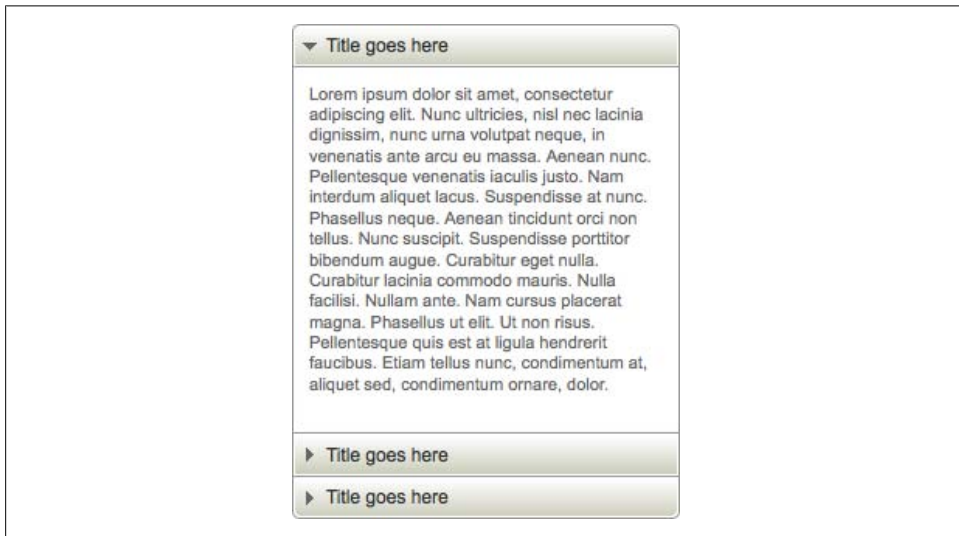 Title goes here
Lorem ipsum dolor sit amet, consectetur
adipiscing elit. Nunc ultricies, nisl nec lacinia
dignissim, nunc urna volutpat neque, in
venenatis ante arcu eu massa. Aenean nunc.
Pellentesque venenatis iaculis justo. Nam
interdum aliquet lacus. Suspendisse at nunc.
Phasellus neque. Aenean tincidunt orci non
tellus. Nunc suscipit. Suspendisse porttitor
bibendum augue. Curabitur eget nulla.
Curabitur lacinia commodo mauris. Nulla
facilisi. Nullam ante. Nam cursus placerat
magna. Phasellus ut elit. Ut non risus.
Pellentesque quis est at ligula hendrerit
faucibus. Etiam tellus nunc, condimentum at,
aliquet sed, condimentum ornare, dolor.
Title goes here
Title goes here